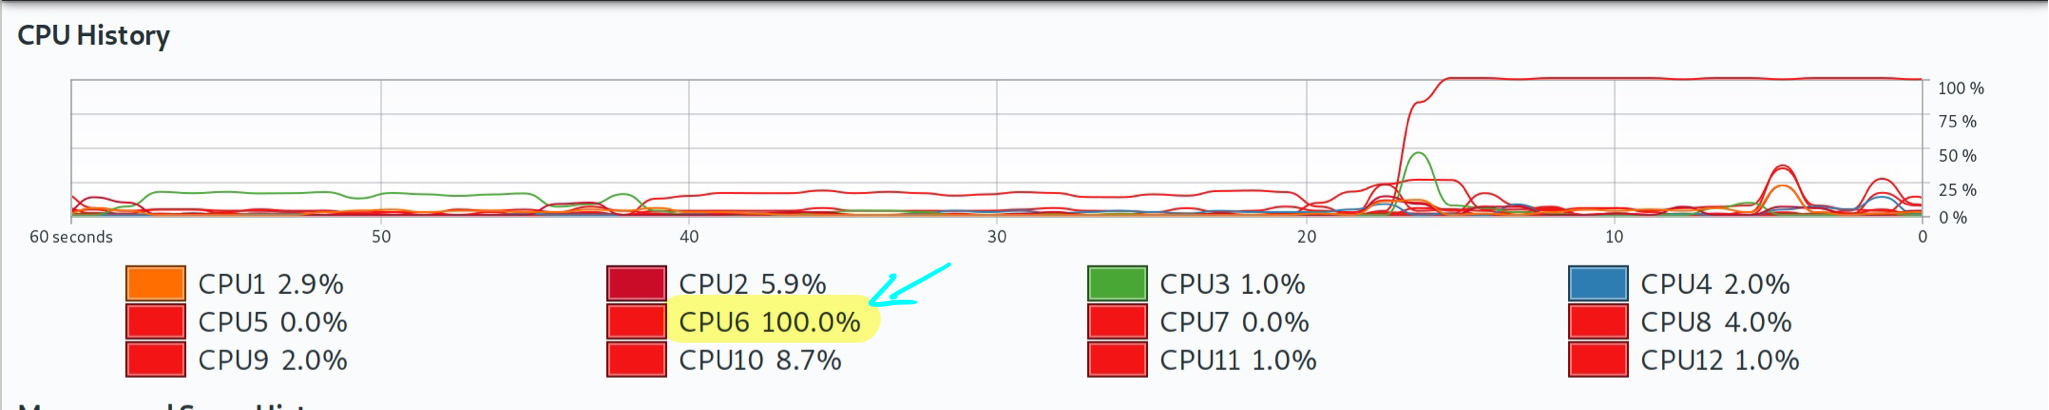 CPU History
100 %
75 %
50 %
25 %
0 %
60 seconds 50 40 30 20 10 0
CPU1 2.9% CPU2 5.9% CPU3 1.0% CPU4 2.0%
CPU5 0.0% CPU6 100.0% CPU7 0.0% CPU8 4.0%
CPU9 2.0% CPU10 8.7% CPU11 1.0% CPU12 1.0%